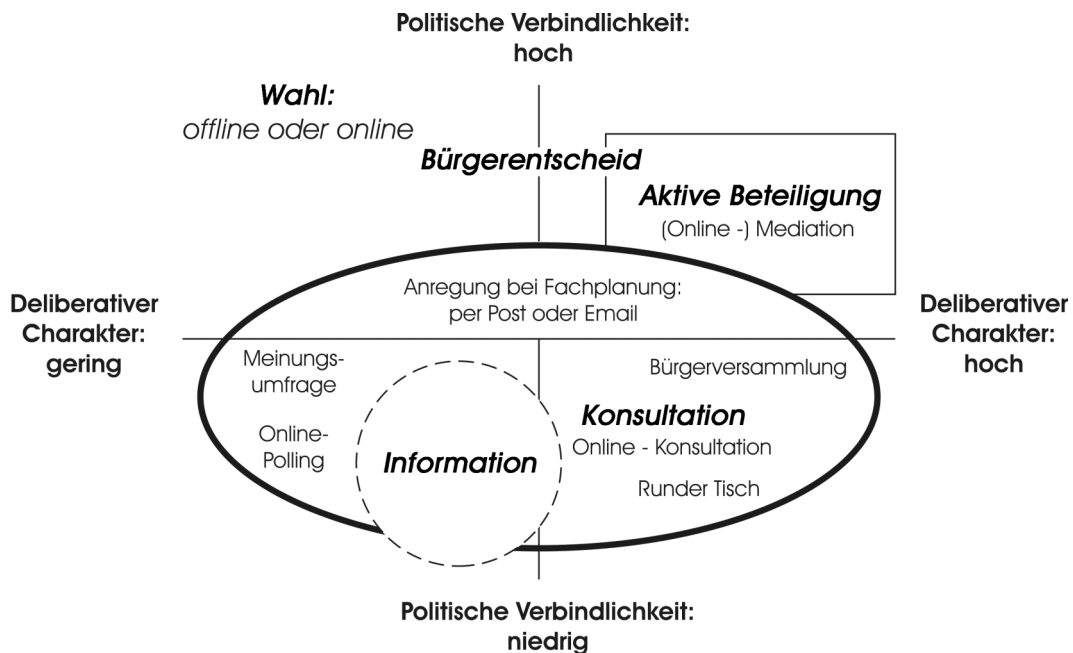 Politische Verbindlichkeit:
hoch
Wahl:
offline oder online
Bürgerentscheid
Aktive Beteiligung
(Online -) Mediation
Anregung bei Fachplanung:
per Post oder Email
Deliberativer
Charakter:
gering
Deliberativer
Charakter:
hoch
Meinungs-
umfrage
Bürgerversammlung
Konsultation
Online - Konsultation
Online-
Polling
Information
Runder Tisch
Politische Verbindlichkeit:
niedrig